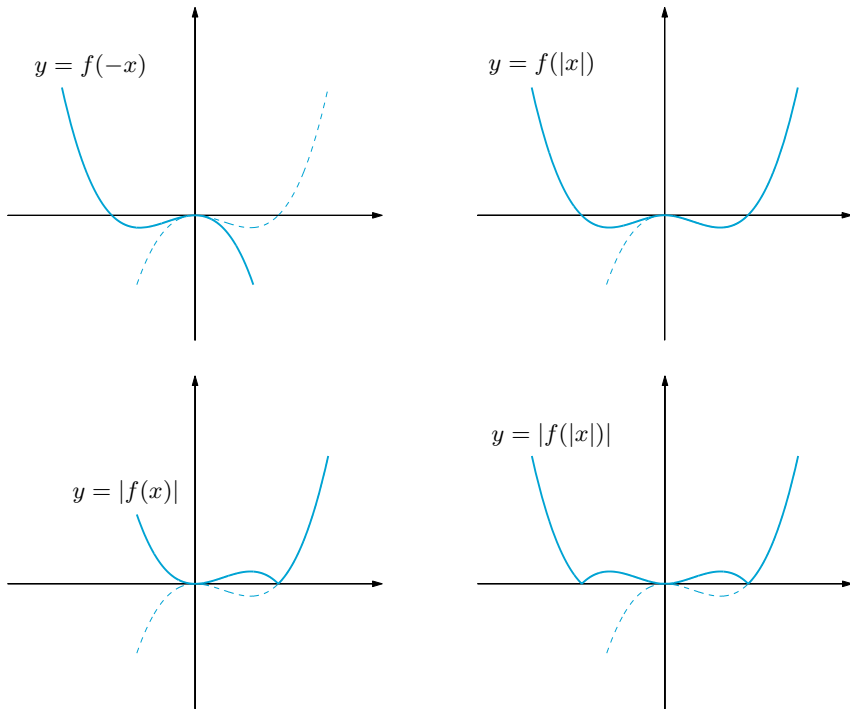 y = f(−x)
y = f(|x|)
y = |f(x)|
y = |f(|x|)|